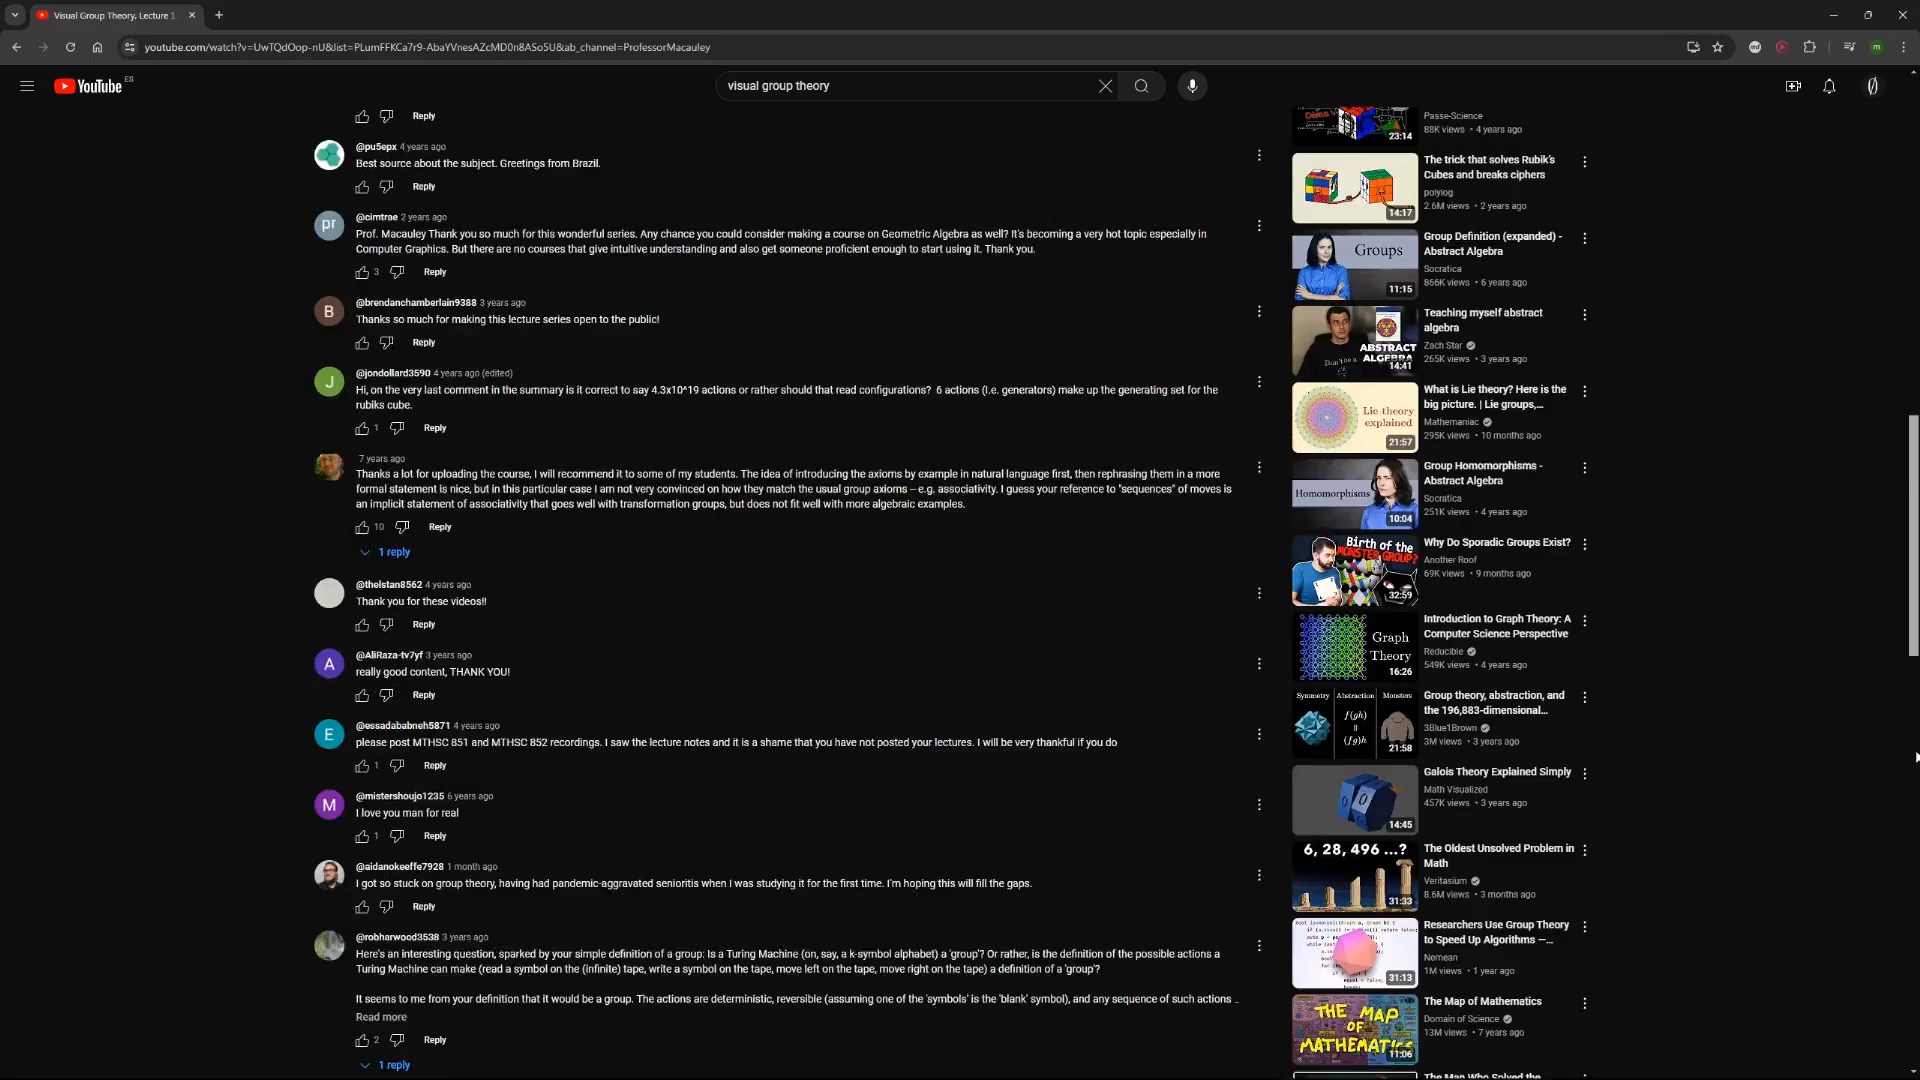 Visual Group Theory, Lecture 1
youtube.com/watch?v=UwTQdOop-nU&list=PLumFFKCa7r9-AbaYVnesAZcMD0n8ASo5U&ab_channel=ProfessorMacauley
m
YouTube ES
visual group theory
Reply
@pu5epx 4 years ago
Best source about the subject. Greetings from Brazil.
Reply
pr
@cimtrae 2 years ago
Prof. Macauley Thank you so much for this wonderful series. Any chance you could consider making a course on Geometric Algebra as well? It's becoming a very hot topic especially in
Computer Graphics. But there are no courses that give intuitive understanding and also get someone proficient enough to start using it. Thank you.
3 Reply
B
@brendanchamberlain9388 3 years ago
Thanks so much for making this lecture series open to the public!
Reply
J
@jondollard3590 4 years ago (edited)
Hi, on the very last comment in the summary is it correct to say 4.3x10^19 actions or rather should that read configurations? 6 actions (I.e. generators) make up the generating set for the
rubiks cube.
1 Reply
7 years ago
Thanks a lot for uploading the course, I will recommend it to some of my students. The idea of introducing the axioms by example in natural language first, then rephrasing them in a more
formal statement is nice, but in this particular case I am not very convinced on how they match the usual group axioms -- e.g. associativity. I guess your reference to "sequences" of moves is
an implicit statement of associativity that goes well with transformation groups, but does not fit well with more algebraic examples.
10 Reply
1 reply
@thelstan8562 4 years ago
Thank you for these videos!!
Reply
A
@AliRaza-tv7yf 3 years ago
really good content, THANK YOU!
Reply
E
@essadababneh5871 4 years ago
please post MTHSC 851 and MTHSC 852 recordings. I saw the lecture notes and it is a shame that you have not posted your lectures. I will be very thankful if you do
1 Reply
M
@mistershoujo1235 6 years ago
I love you man for real
1 Reply
@aidanokeeffe7928 1 month ago
I got so stuck on group theory, having had pandemic-aggravated senioritis when I was studying it for the first time. I'm hoping this will fill the gaps.
Reply
@robharwood3538 3 years ago
Here's an interesting question, sparked by your simple definition of a group: Is a Turing Machine (on, say, a k-symbol alphabet) a 'group'? Or rather, is the definition of the possible actions a
Turing Machine can make (read a symbol on the (infinite) tape, write a symbol on the tape, move left on the tape, move right on the tape) a definition of a 'group'?
It seems to me from your definition that it would be a group. The actions are deterministic, reversible (assuming one of the 'symbols' is the 'blank' symbol), and any sequence of such actions ...
Read more
2 Reply
1 reply
23:14
Passe-Science
88K views • 4 years ago
14:17
The trick that solves Rubik's
Cubes and breaks ciphers
polylog
2.6M views • 2 years ago
Groups
11:15
Group Definition (expanded) -
Abstract Algebra
Socratica
866K views • 6 years ago
ABSTRACT
ALGEBRA
14:41
Teaching myself abstract
algebra
Zach Star
265K views • 3 years ago
Lie theory
explained
21:57
What is Lie theory? Here is the
big picture. | Lie groups,...
Mathemaniac
295K views • 10 months ago
Homomorphisms
10:04
Group Homomorphisms -
Abstract Algebra
Socratica
251K views • 4 years ago
Birth of the
MONSTER GROUP?
32:59
Why Do Sporadic Groups Exist?
Another Roof
69K views • 9 months ago
Graph
Theory
16:26
Introduction to Graph Theory: A
Computer Science Perspective
Reducible
549K views • 4 years ago
Symmetry Abstraction Monsters
f(gh)
||
(fg)h
21:58
Group theory, abstraction, and
the 196,883-dimensional...
3Blue1Brown
3M views • 3 years ago
14:45
Galois Theory Explained Simply
Math Visualized
457K views • 3 years ago
6, 28, 496 ...?
31:33
The Oldest Unsolved Problem in
Math
Veritasium
8.6M views • 3 months ago
31:13
Researchers Use Group Theory
to Speed Up Algorithms —...
Nemean
1M views • 1 year ago
THE MAP
OF
MATHEMATICS
11:06
The Map of Mathematics
Domain of Science
13M views • 7 years ago
The Man Who Solved the